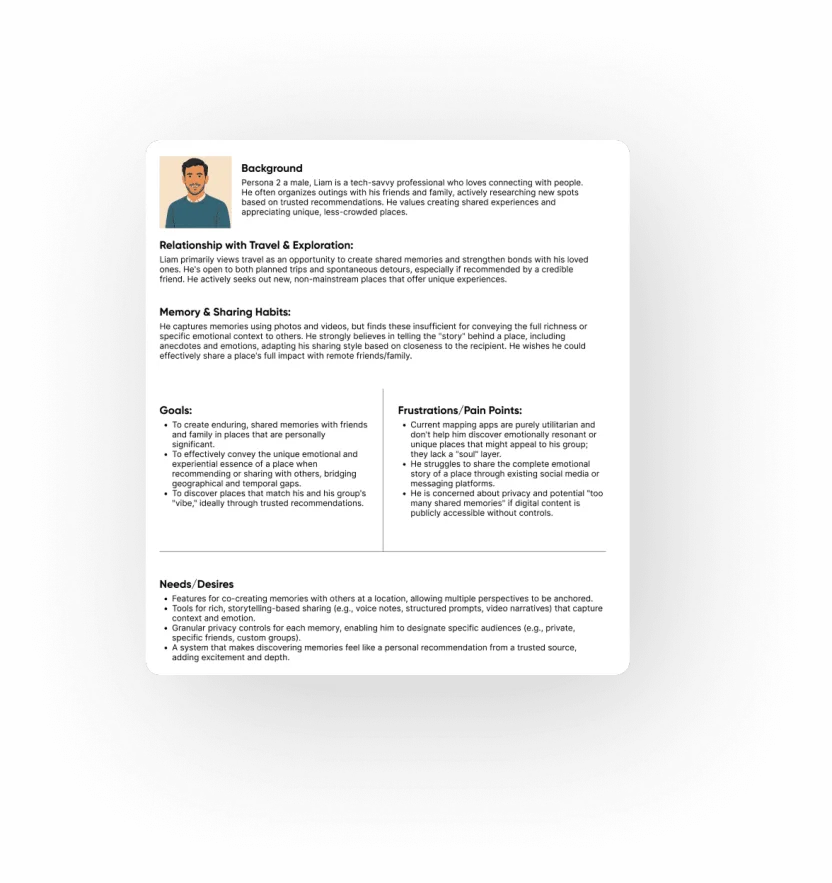 Background
Persona 2 a male, Liam is a tech-savvy professional who loves connecting with people.
He often organizes outings with his friends and family, actively researching new spots
based on trusted recommendations. He values creating shared experiences and
appreciating unique, less-crowded places.
Relationship with Travel & Exploration:
Liam primarily views travel as an opportunity to create shared memories and strengthen bonds with his loved
ones. He's open to both planned trips and spontaneous detours, especially if recommended by a credible
friend. He actively seeks out new, non-mainstream places that offer unique experiences.
Memory & Sharing Habits:
He captures memories using photos and videos, but finds these insufficient for conveying the full richness or
specific emotional context to others. He strongly believes in telling the "story" behind a place, including
anecdotes and emotions, adapting his sharing style based on closeness to the recipient. He wishes he could
effectively share a place's full impact with remote friends/family.
Goals:
• To create enduring, shared memories with friends
and family in places that are personally
significant.
• To effectively convey the unique emotional and
experiential essence of a place when
recommending or sharing with others, bridging
geographical and temporal gaps.
• To discover places that match his and his group's
"vibe," ideally through trusted recommendations.
Frustrations/Pain Points:
• Current mapping apps are purely utilitarian and
don't help him discover emotionally resonant or
unique places that might appeal to his group;
they lack a "soul" layer.
• He struggles to share the complete emotional
story of a place through existing social media or
messaging platforms.
• He is concerned about privacy and potential "too
many shared memories" if digital content is
publicly accessible without controls.
Needs/Desires
• Features for co-creating memories with others at a location, allowing multiple perspectives to be anchored.
• Tools for rich, storytelling-based sharing (e.g., voice notes, structured prompts, video narratives) that capture
context and emotion.
• Granular privacy controls for each memory, enabling him to designate specific audiences (e.g., private,
specific friends, custom groups).
• A system that makes discovering memories feel like a personal recommendation from a trusted source,
adding excitement and depth.